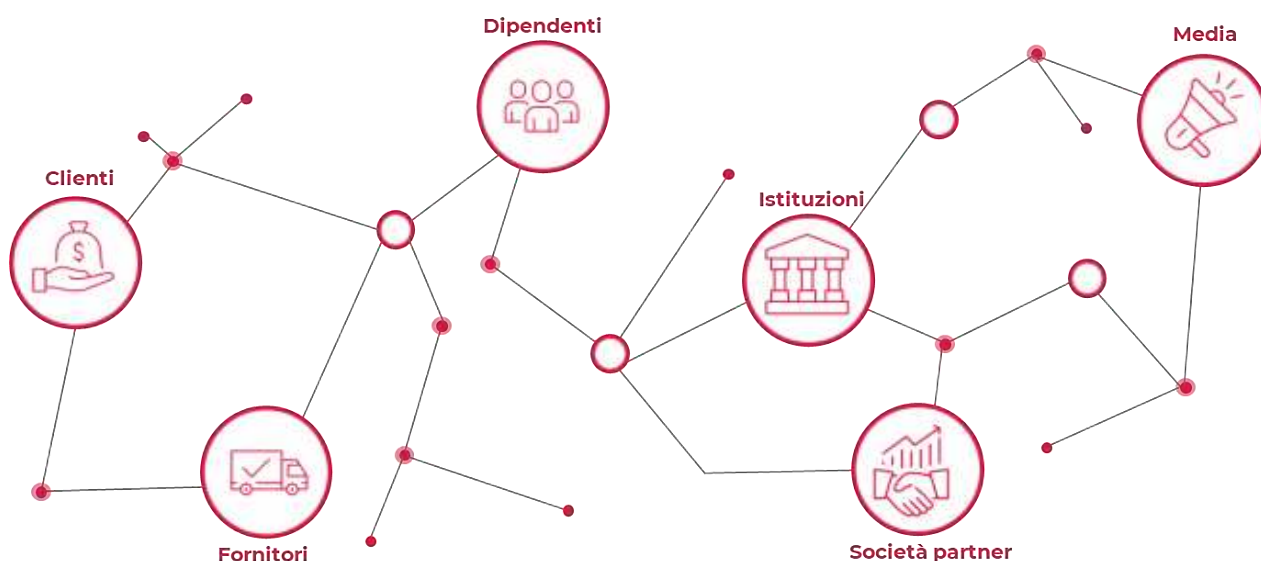 Dipendenti
Media
Clienti
Istituzioni
$
Fornitori
Società partner